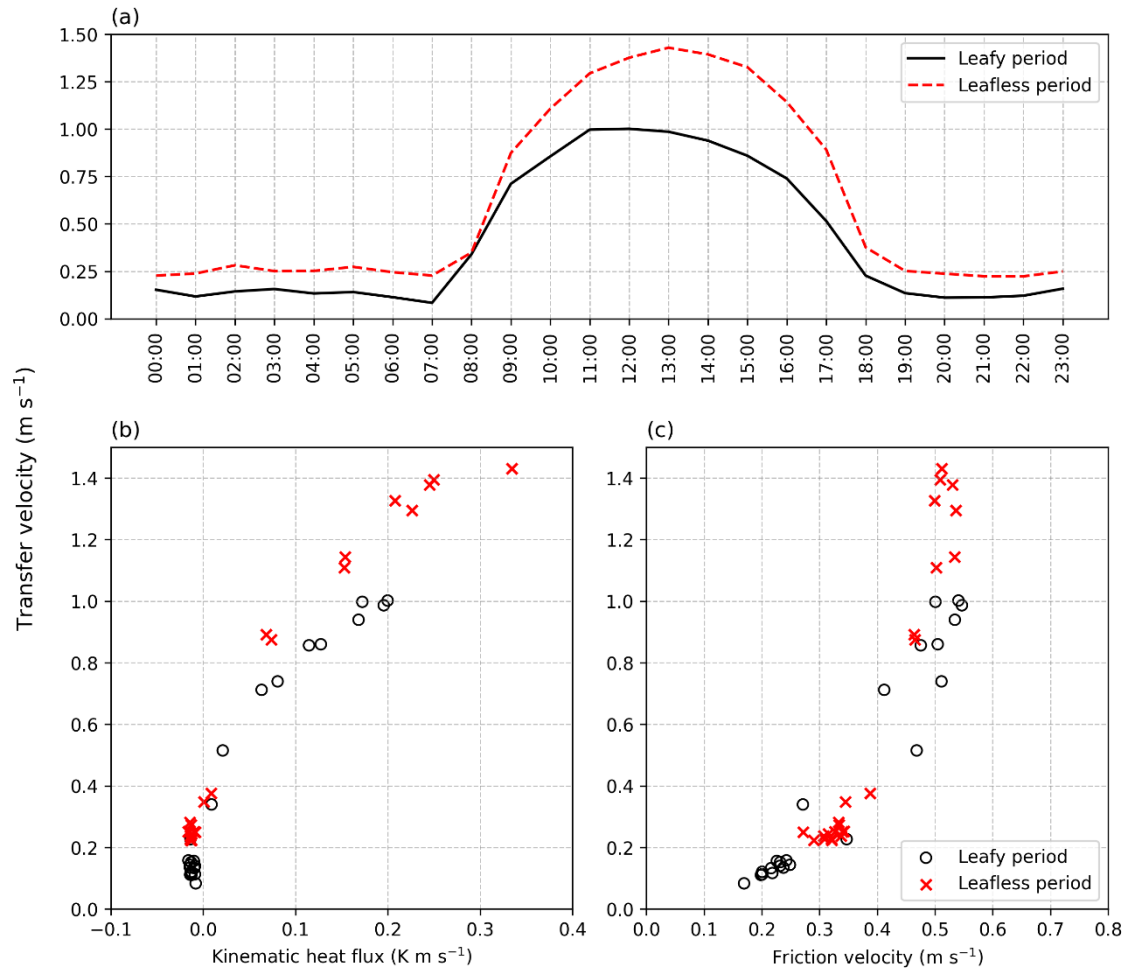 (a)
1.50
1.25
1.00
0.75
0.50
0.25
0.00
Leafy period
Leafless period
00:00 01:00 02:00 03:00 04:00 05:00 06:00 07:00 08:00 09:00 10:00 11:00 12:00 13:00 14:00 15:00 16:00 17:00 18:00 19:00 20:00 21:00 22:00 23:00
Transfer velocity (m s⁻¹)
(b)
1.4
1.2
1.0
0.8
0.6
0.4
0.2
0.0
−0.1 0.0 0.1 0.2 0.3 0.4
Kinematic heat flux (K m s⁻¹)
(c)
1.4
1.2
1.0
0.8
0.6
0.4
0.2
0.0
Leafy period
Leafless period
0.0 0.1 0.2 0.3 0.4 0.5 0.6 0.7 0.8
Friction velocity (m s⁻¹)